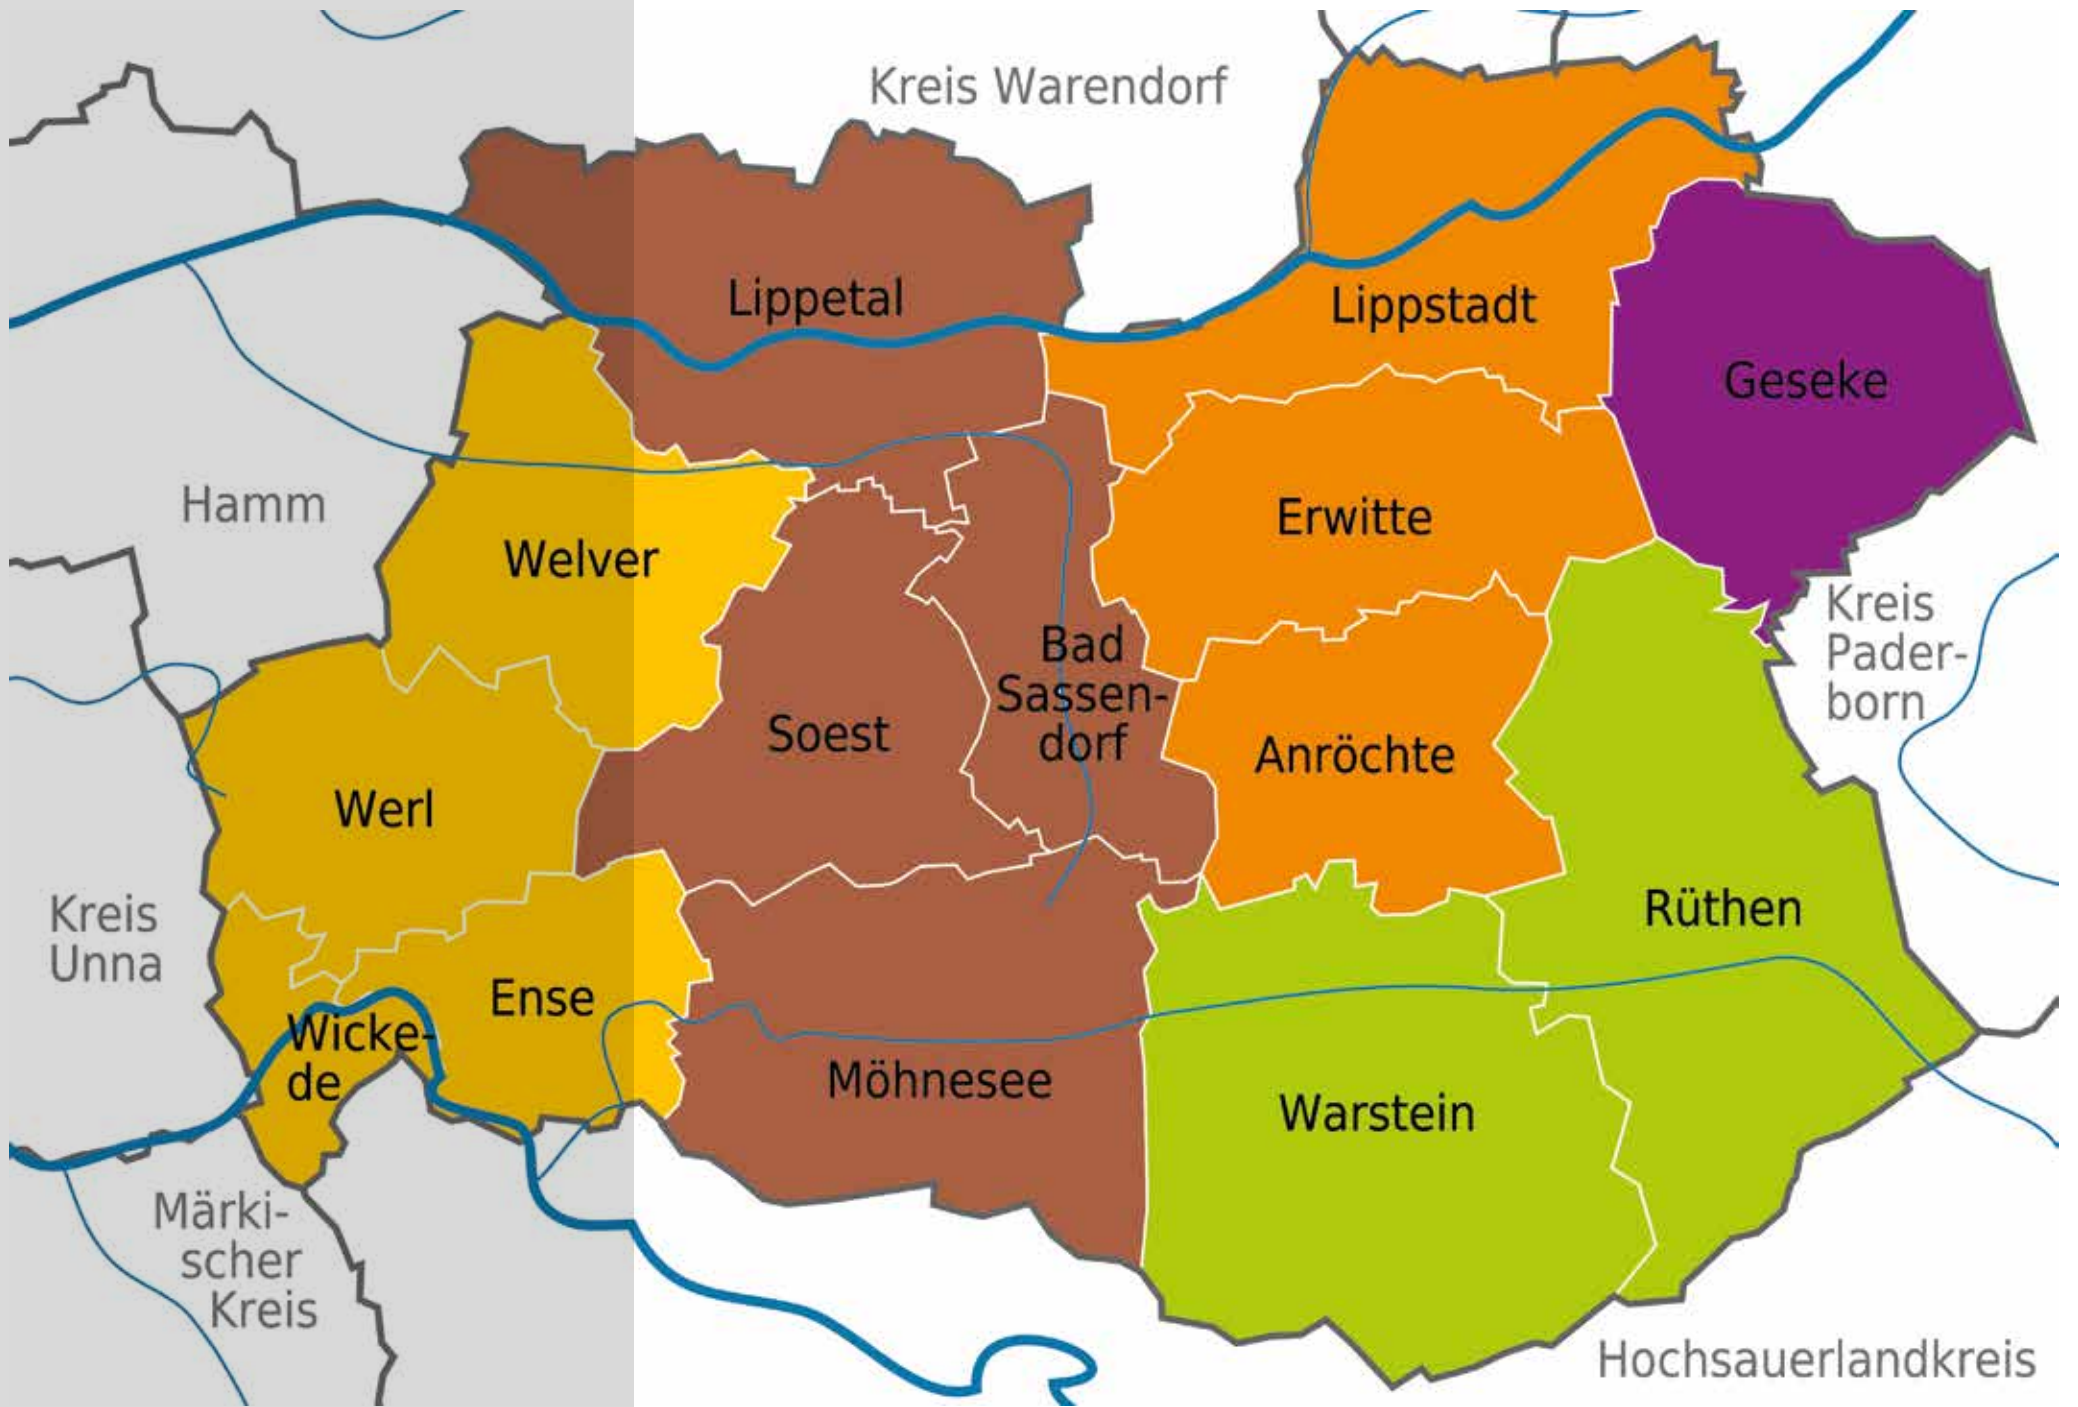 Kreis Warendorf
Lippetal
Lippstadt
Geseke
Hamm
Welver
Erwitte
Kreis
Pader-
born
Bad
Sassen-
dorf
Soest
Anröchte
Werl
Rüthen
Kreis
Unna
Ense
Wicke-
de
Möhnesee
Warstein
Märki-
scher
Kreis
Hochsauerlandkreis